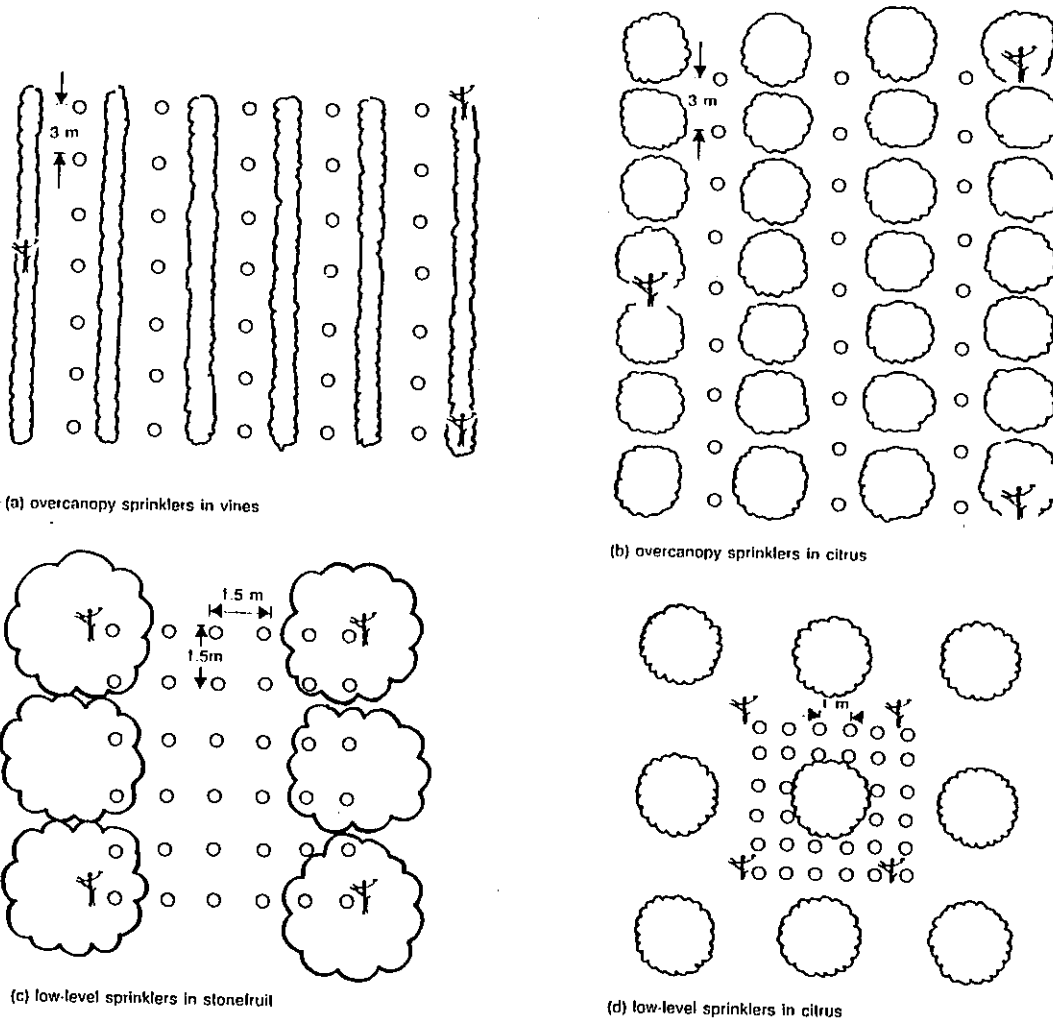 3 m
(a) overcanopy sprinklers in vines
3 m
(b) overcanopy sprinklers in citrus
1.5 m
1.5m
(c) low-level sprinklers in stonefruit
1 m
(d) low-level sprinklers in citrus